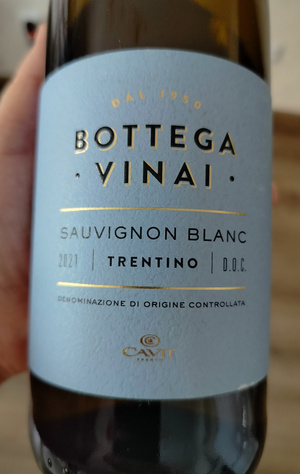 DAL 1950
BOTTEGA
· VINAI ·
SAUVIGNON BLANC
2021 | TRENTINO | D.O.C.
DENOMINAZIONE DI ORIGINE CONTROLLATA
CAVIT